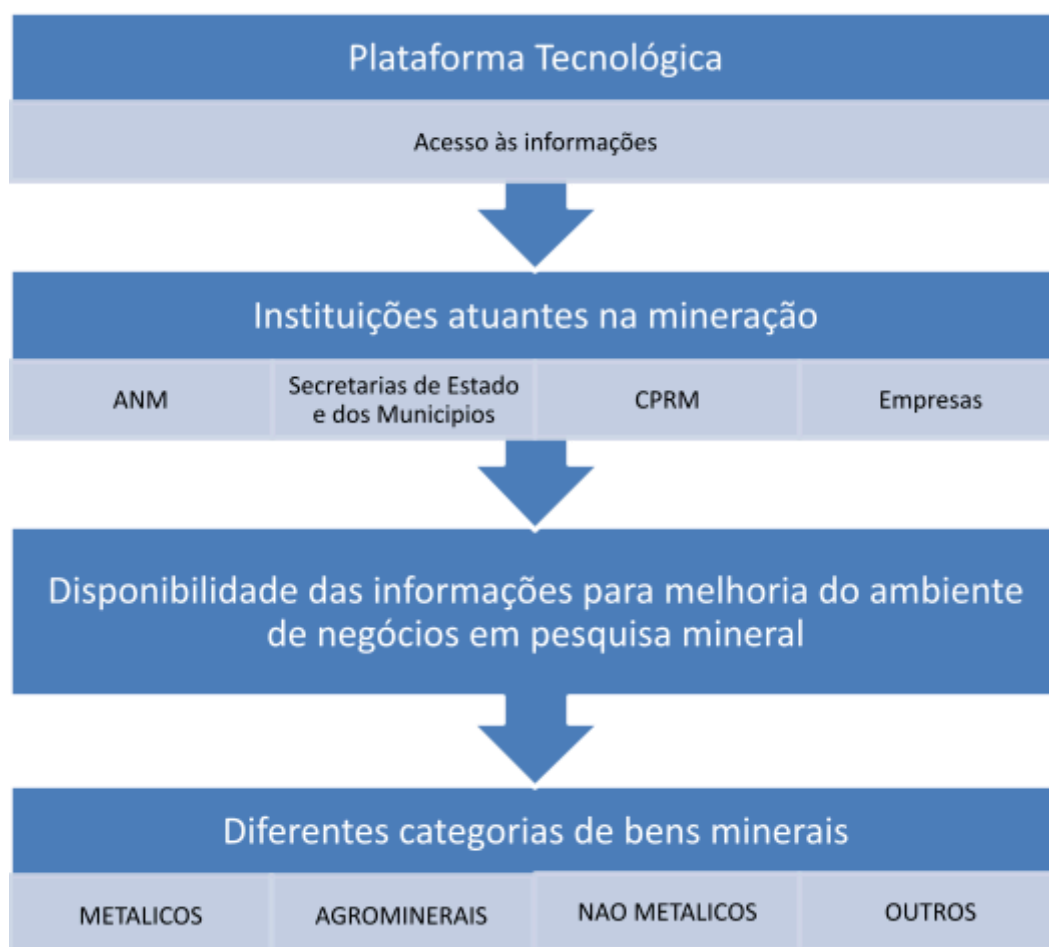 Plataforma Tecnológica
Acesso às informações
Instituições atuantes na mineração
ANM
Secretarias de Estado
e dos Municipios
CPRM
Empresas
Disponibilidade das informações para melhoria do ambiente
de negócios em pesquisa mineral
Diferentes categorias de bens minerais
METALICOS
AGROMINERAIS
NAO METALICOS
OUTROS